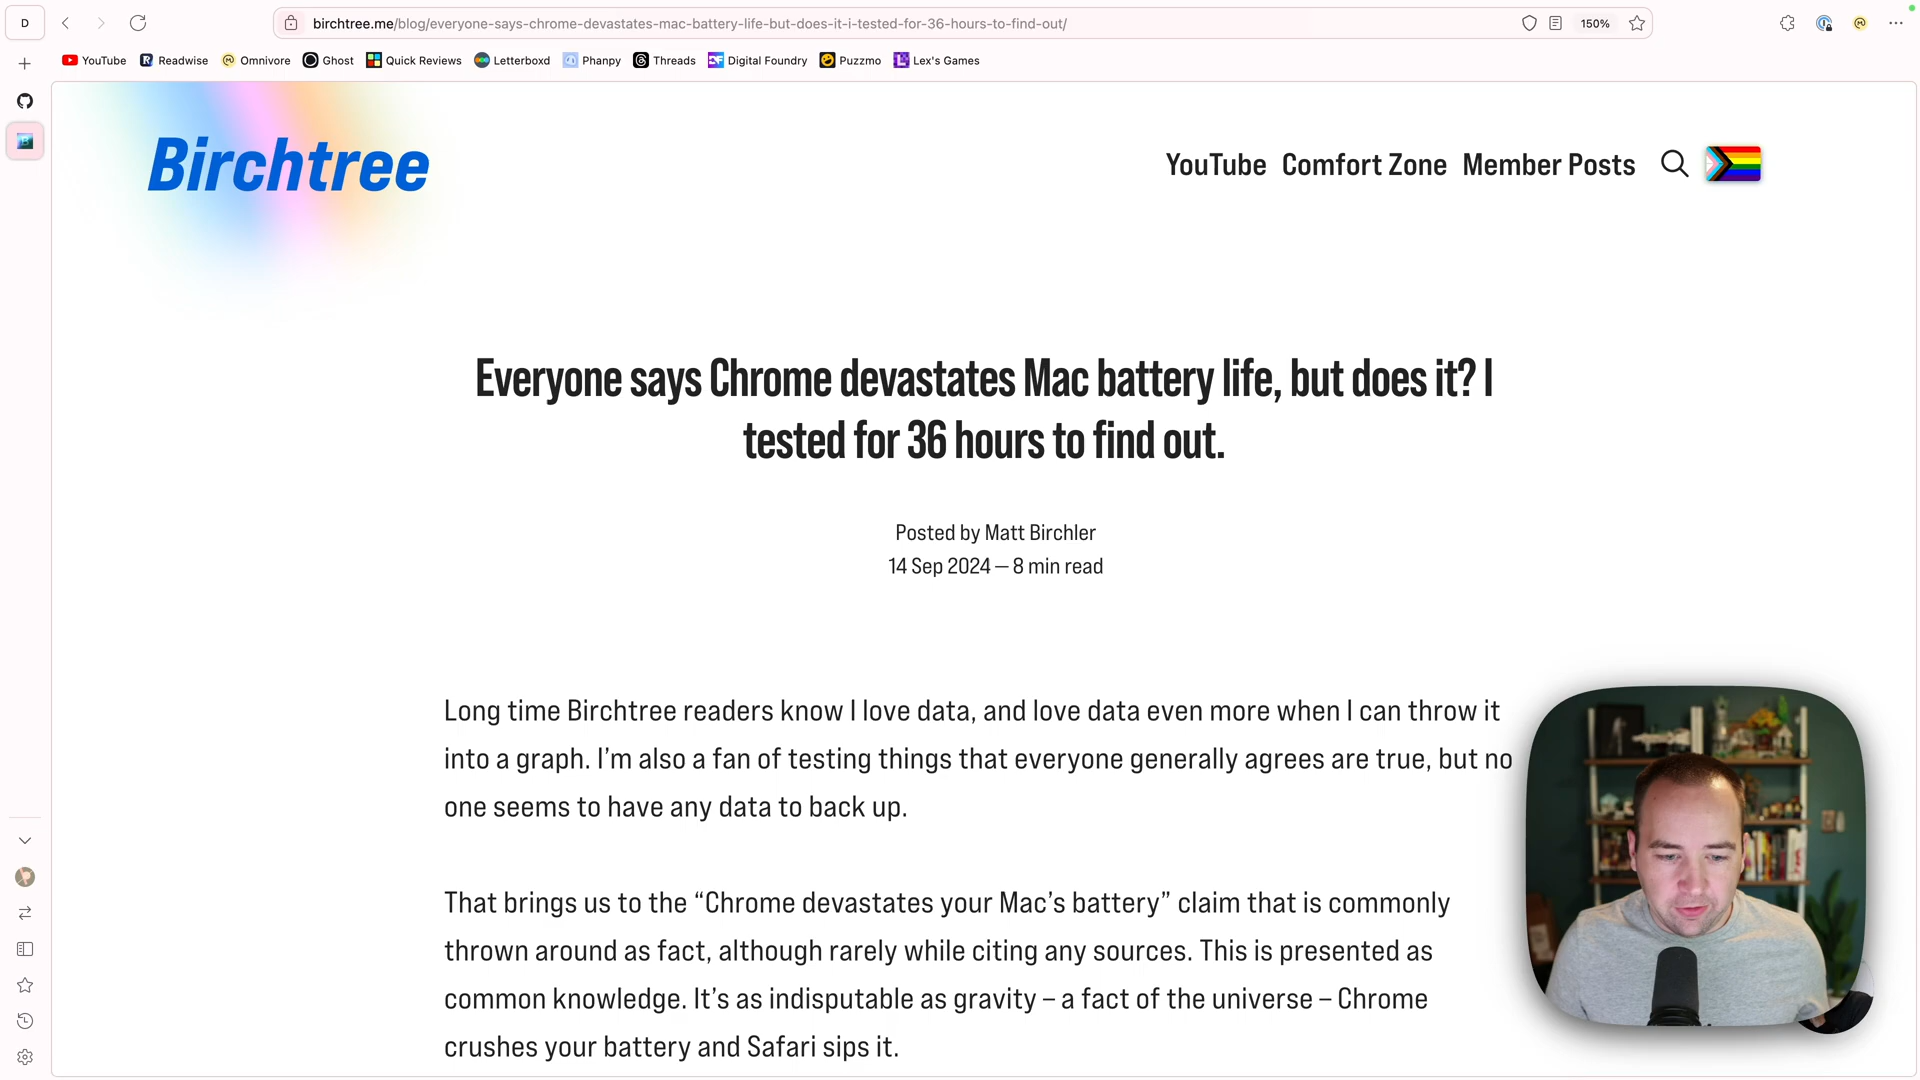 D
birchtree.me/blog/everyone-says-chrome-devastates-mac-battery-life-but-does-it-i-tested-for-36-hours-to-find-out/
150%
YouTube
Readwise
Omnivore
Ghost
Quick Reviews
Letterboxd
Phanpy
Threads
Digital Foundry
Puzzmo
Lex's Games
Birchtree
YouTube Comfort Zone Member Posts
Everyone says Chrome devastates Mac battery life, but does it? I
tested for 36 hours to find out.
Posted by Matt Birchler
14 Sep 2024 — 8 min read
Long time Birchtree readers know I love data, and love data even more when I can throw it
into a graph. I’m also a fan of testing things that everyone generally agrees are true, but no
one seems to have any data to back up.
That brings us to the “Chrome devastates your Mac’s battery” claim that is commonly
thrown around as fact, although rarely while citing any sources. This is presented as
common knowledge. It’s as indisputable as gravity – a fact of the universe – Chrome
crushes your battery and Safari sips it.